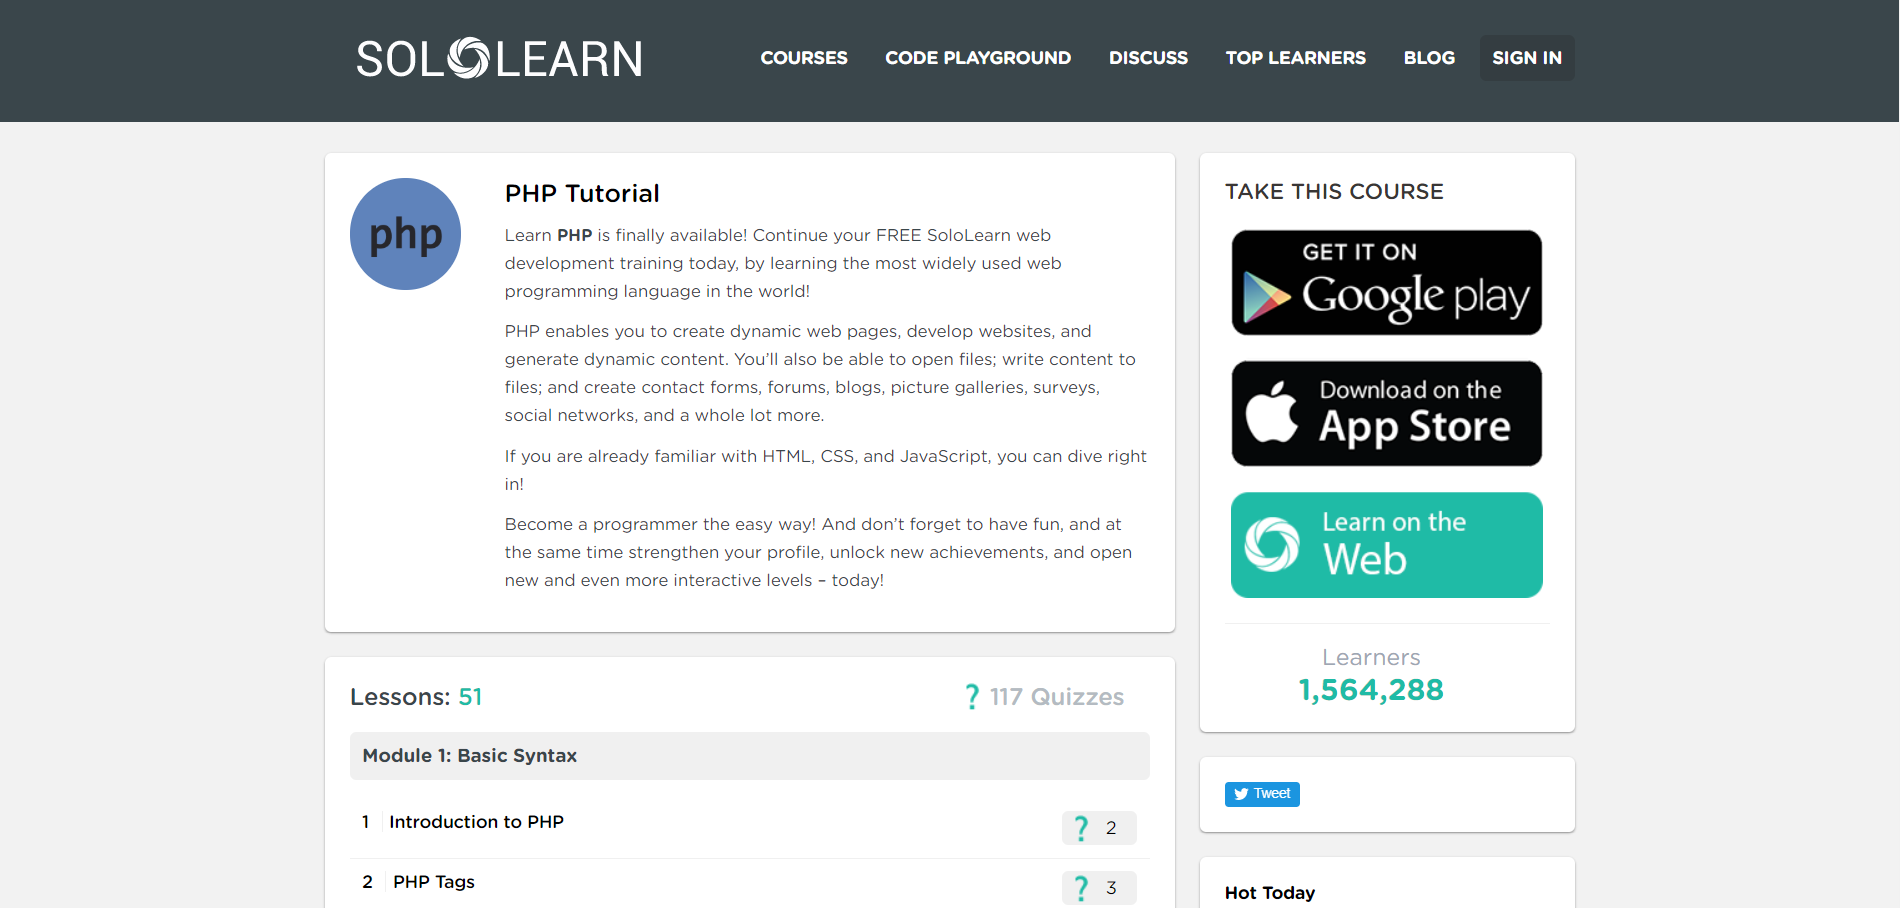 SOLOLEARN
COURSES
CODE PLAYGROUND
DISCUSS
TOP LEARNERS
BLOG
SIGN IN
php
PHP Tutorial
Learn PHP is finally available! Continue your FREE SoloLearn web
development training today, by learning the most widely used web
programming language in the world!
PHP enables you to create dynamic web pages, develop websites, and
generate dynamic content. You’ll also be able to open files; write content to
files; and create contact forms, forums, blogs, picture galleries, surveys,
social networks, and a whole lot more.
If you are already familiar with HTML, CSS, and JavaScript, you can dive right
in!
Become a programmer the easy way! And don’t forget to have fun, and at
the same time strengthen your profile, unlock new achievements, and open
new and even more interactive levels – today!
Lessons: 51
? 117 Quizzes
Module 1: Basic Syntax
1 Introduction to PHP
? 2
2 PHP Tags
? 3
TAKE THIS COURSE
GET IT ON
Google play
Download on the
App Store
Learn on the
Web
Learners
1,564,288
Tweet
Hot Today